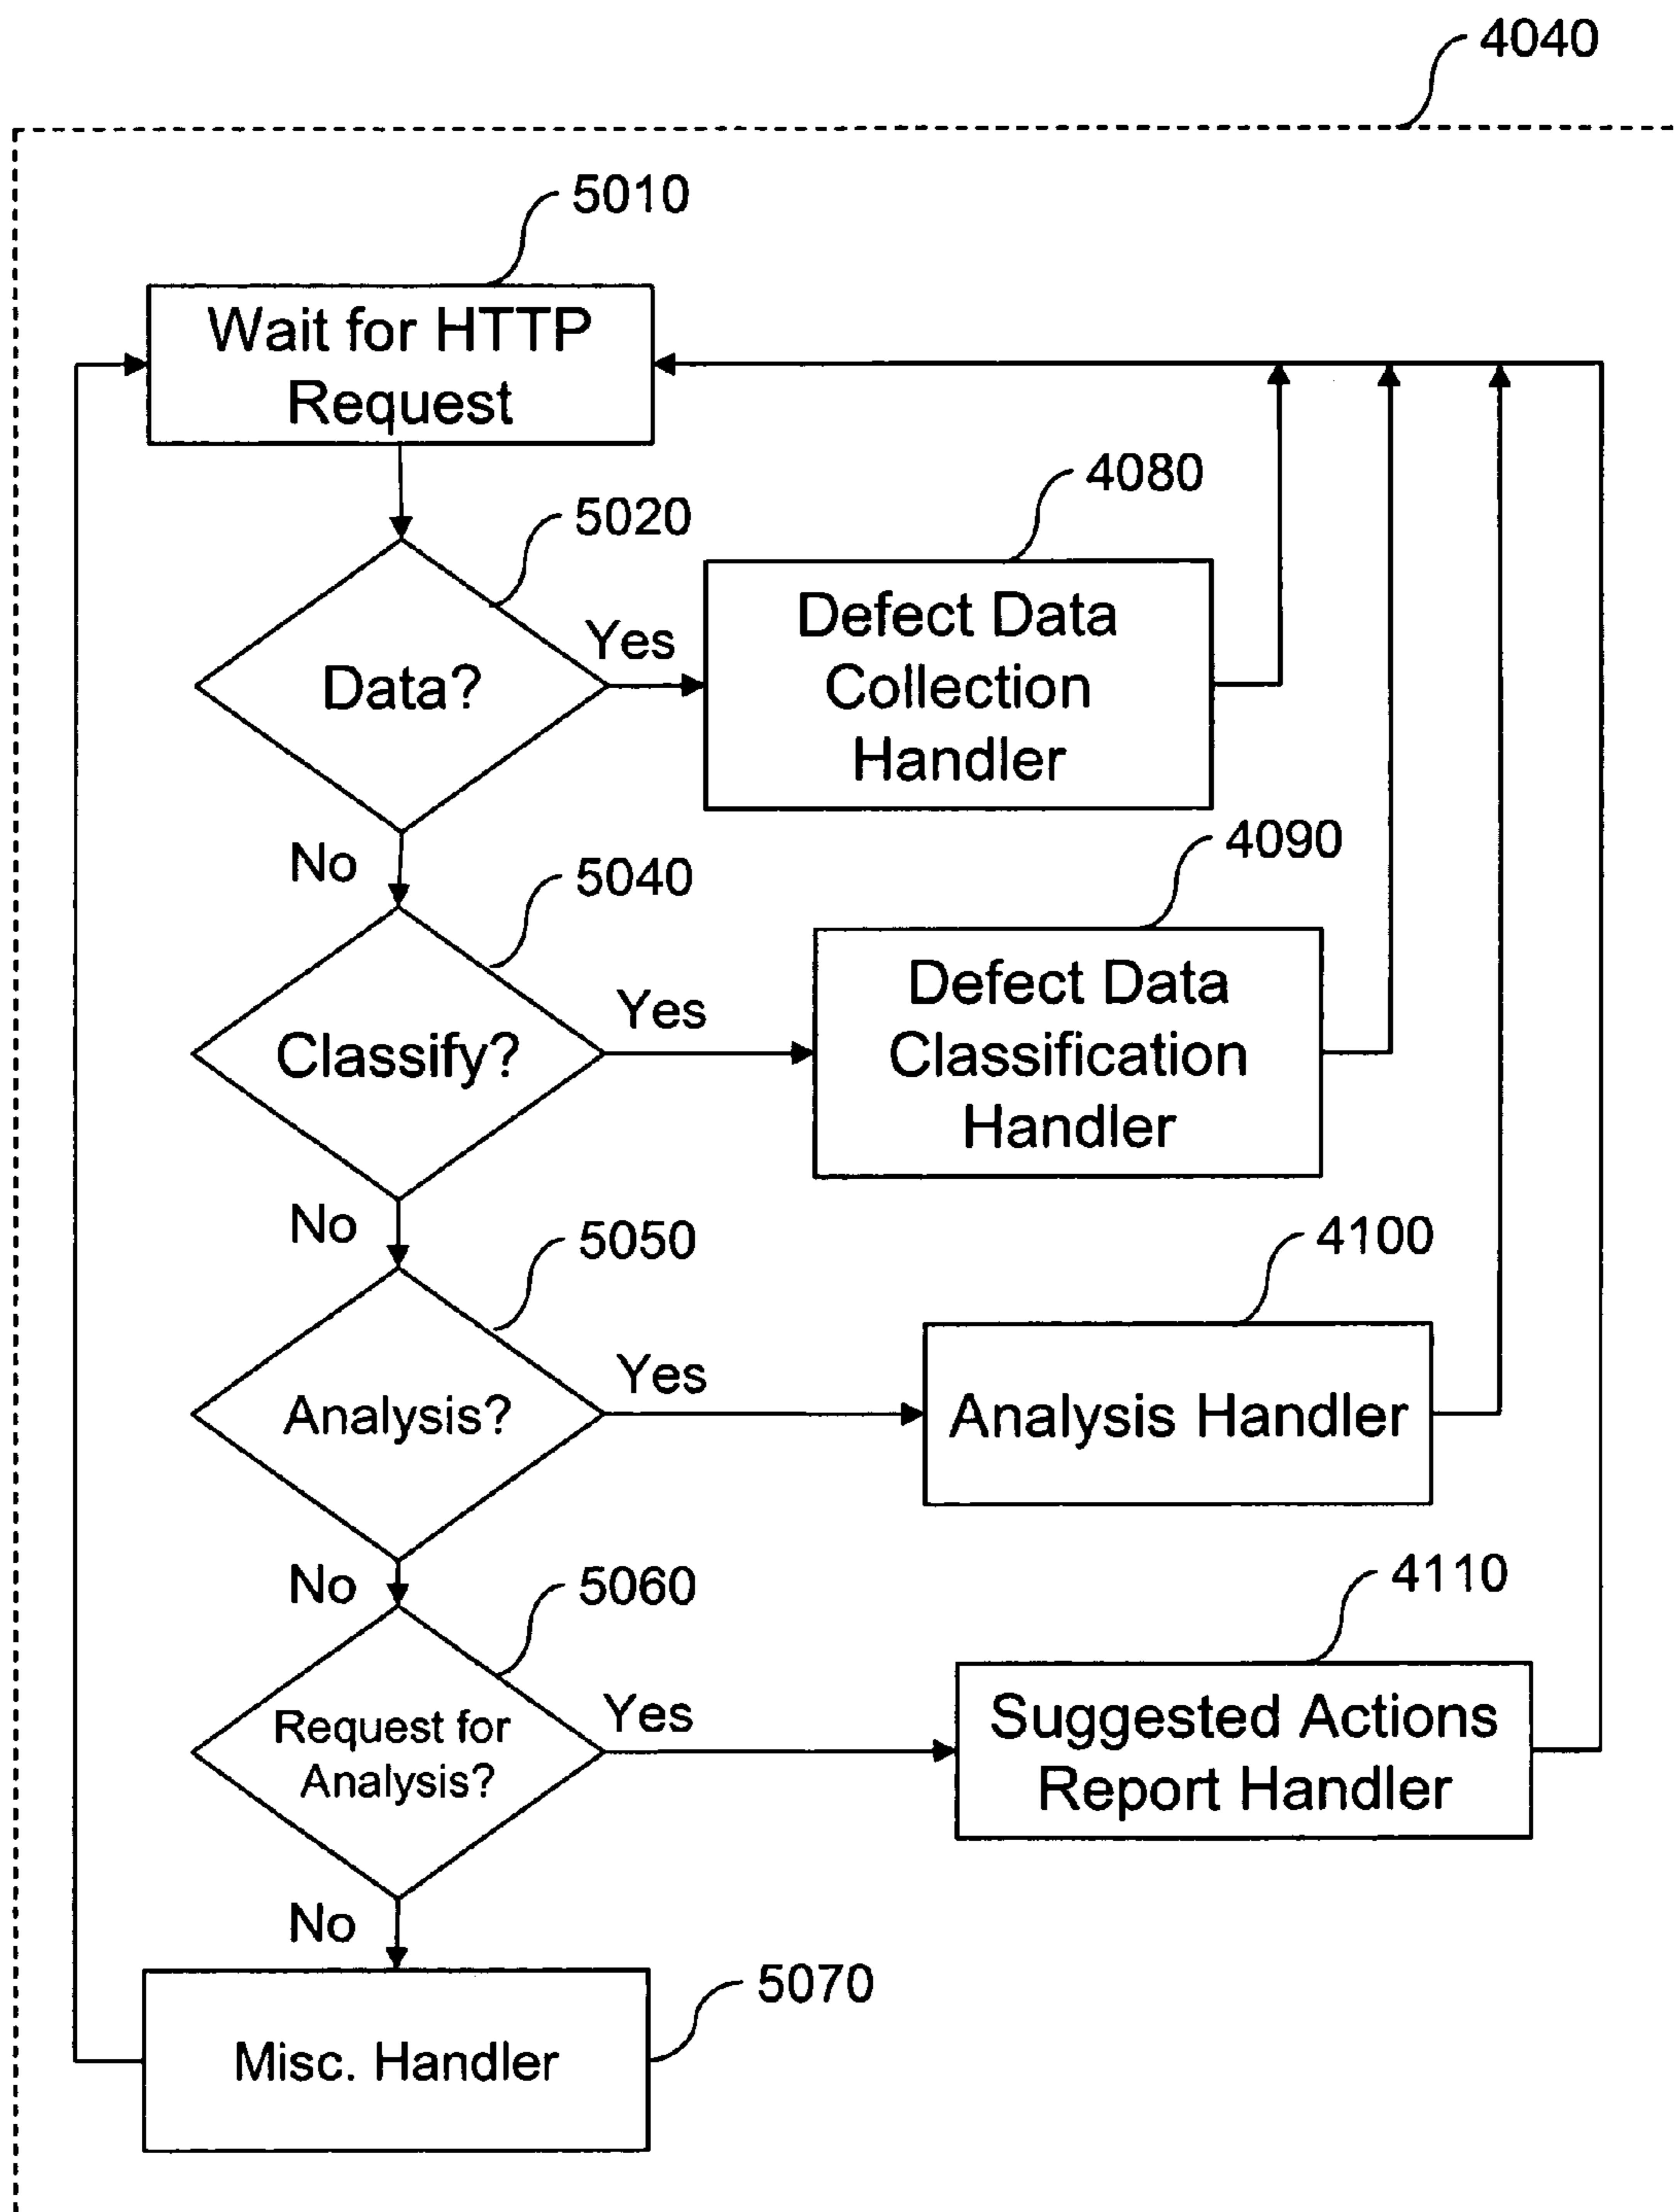 4040
5010
Wait for HTTP
Request
4080
5020
Yes
Data?
Defect Data
Collection
Handler
No
4090
5040
Yes
Classify?
Defect Data
Classification
Handler
No
4100
5050
Yes
Analysis?
Analysis Handler
No
4110
5060
Yes
Request for
Analysis?
Suggested Actions
Report Handler
No
5070
Misc. Handler